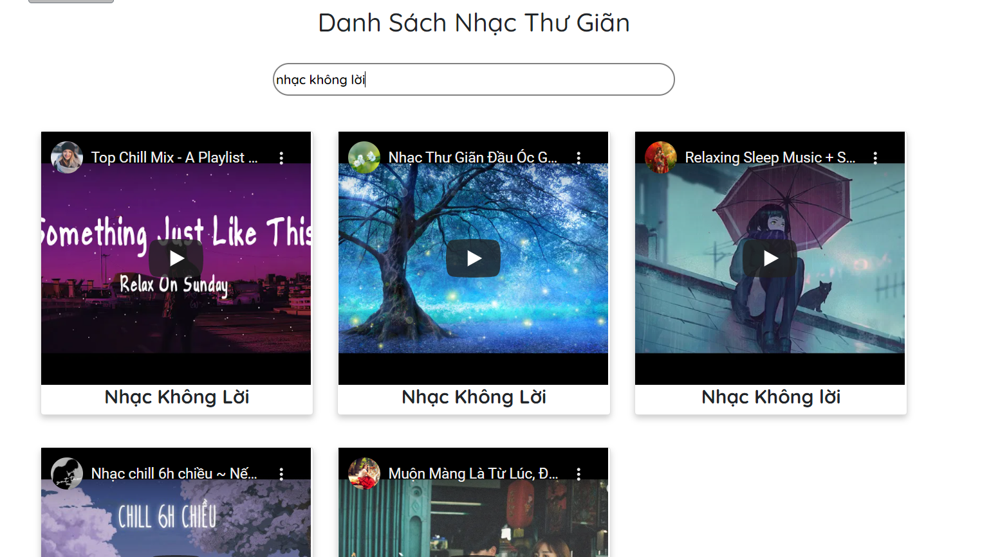 Danh Sách Nhạc Thư Giãn
nhạc không lời
Top Chill Mix - A Playlist ...
Something Just Like This
Relax On Sunday
Nhạc Không Lời
Nhạc Thư Giãn Đầu Óc G...
Nhạc Không Lời
Relaxing Sleep Music + S...
Nhạc Không lời
Nhạc chill 6h chiều ~ Nế...
CHILL 6H CHIỀU
Muộn Màng Là Từ Lúc, Đ...